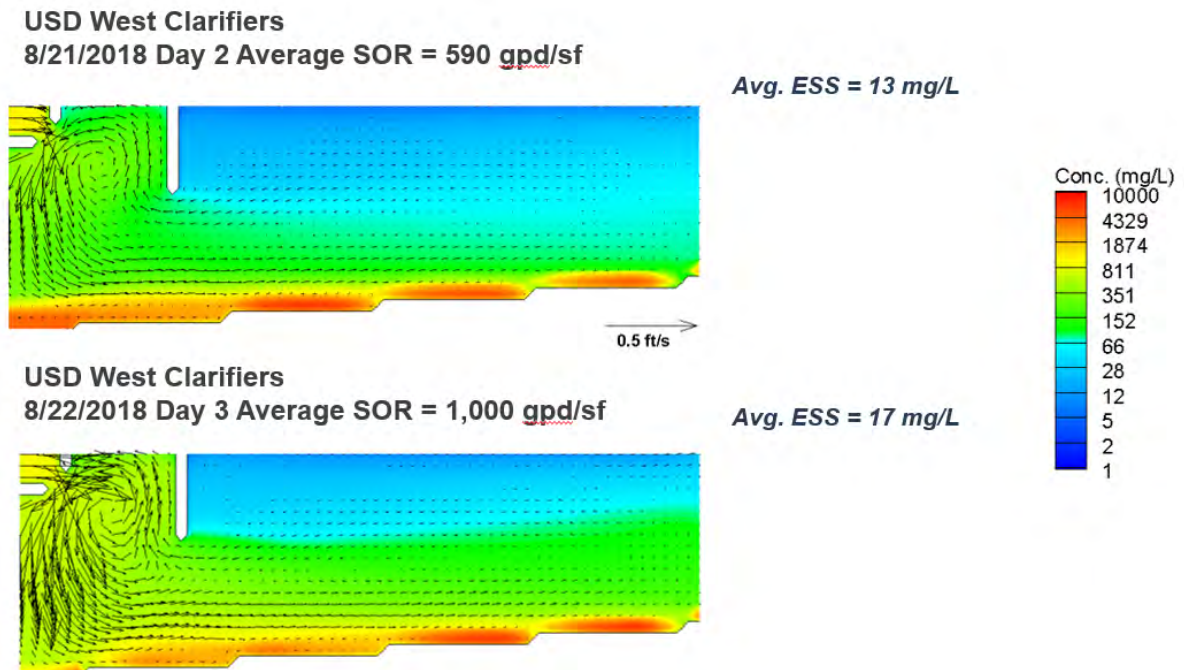 USD West Clarifiers
8/21/2018 Day 2 Average SOR = 590 gpd/sf
Avg. ESS = 13 mg/L
0.5 ft/s
USD West Clarifiers
8/22/2018 Day 3 Average SOR = 1,000 gpd/sf
Avg. ESS = 17 mg/L
Conc. (mg/L)
10000
4329
1874
811
351
152
66
28
12
5
2
1